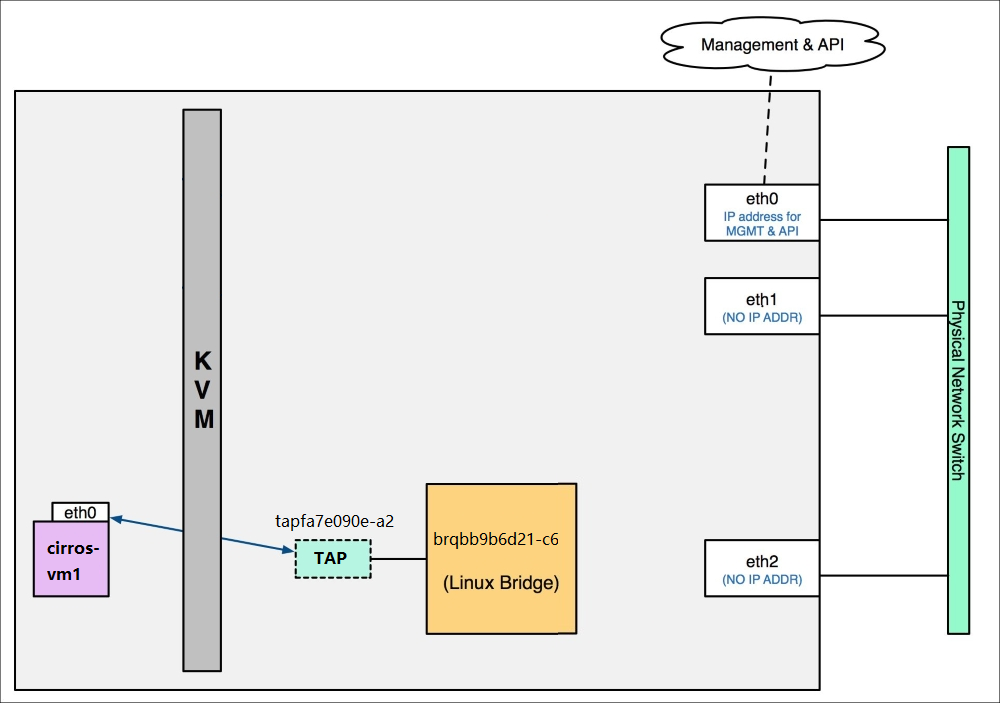 Management & API
eth0
IP address for
MGMT & API
eth1
(NO IP ADDR)
Physical Network Switch
K
V
M
eth0
cirros-
vm1
tapfa7e090e-a2
TAP
brqbb9b6d21-c6
(Linux Bridge)
eth2
(NO IP ADDR)